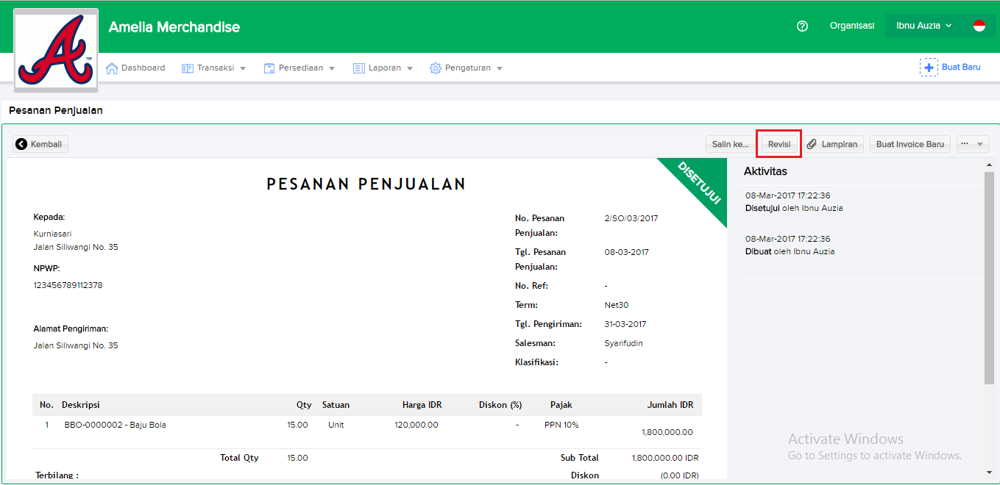 Amelia Merchandise
Organisasi
Ibnu Auzia
A
™
Dashboard
Transaksi
Persediaan
Laporan
Pengaturan
+ Buat Baru
Pesanan Penjualan
Kembali
Salin ke...
Revisi
Lampiran
Buat Invoice Baru
...
PESANAN PENJUALAN
DISETUJUI
Kepada:
Kurniasari
Jalan Siliwangi No. 35
NPWP:
123456789112378
Alamat Pengiriman:
Jalan Siliwangi No. 35
No. Pesanan Penjualan: 2/SO/03/2017
Tgl. Pesanan Penjualan: 08-03-2017
No. Ref: -
Term: Net30
Tgl. Pengiriman: 31-03-2017
Salesman: Syarifudin
Klasifikasi: -
Aktivitas
08-Mar-2017 17:22:36
Disetujui oleh Ibnu Auzia
08-Mar-2017 17:22:36
Dibuat oleh Ibnu Auzia
No. Deskripsi Qty Satuan Harga IDR Diskon (%) Pajak Jumlah IDR
1 BBO-0000002 - Baju Bola 15.00 Unit 120,000.00 - PPN 10% 1,800,000.00
Total Qty 15.00 Sub Total 1,800,000.00 IDR
Terbilang : Diskon (0.00 IDR)
Activate Windows
Go to Settings to activate Windows.